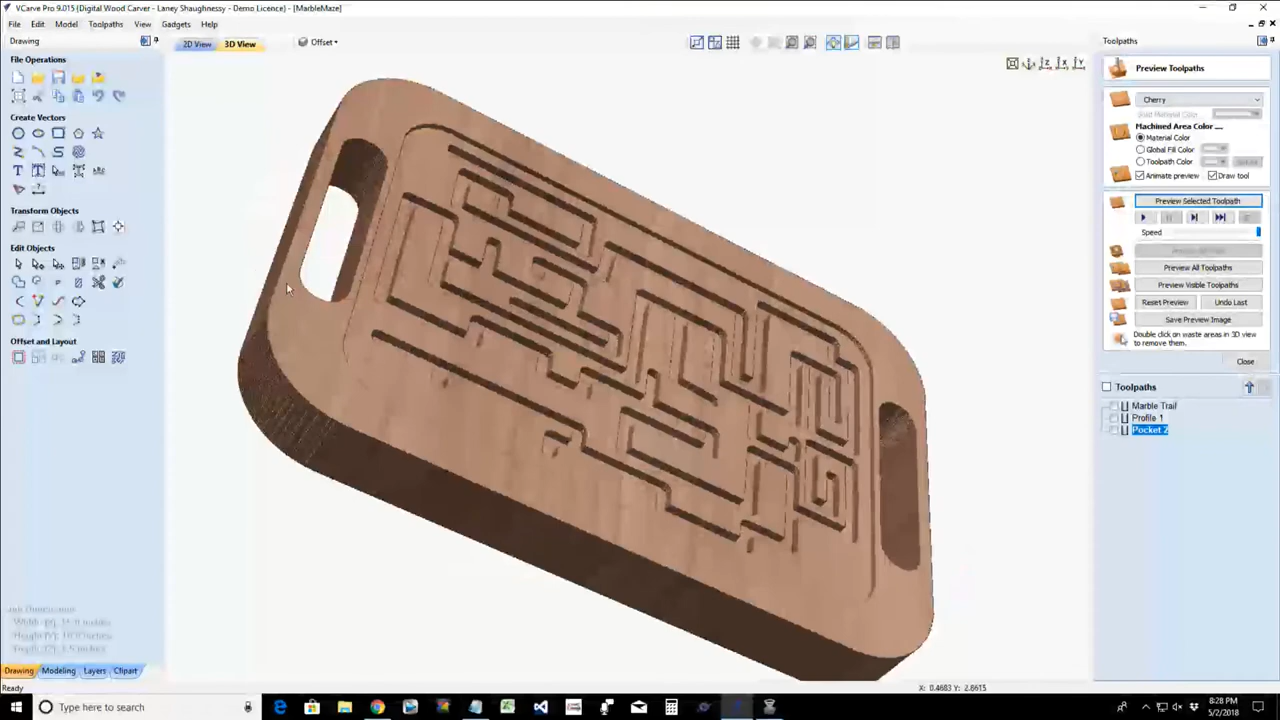 VCarve Pro 9.015 {Digital Wood Carver - Laney Shaughnessy - Demo Licence} - [MarbleMaze]
File Edit Model Toolpaths View Gadgets Help
Drawing
2D View 3D View Offset
Toolpaths
File Operations
Create Vectors
Transform Objects
Edit Objects
Offset and Layout
Preview Toolpaths
Cherry
Solid Material Color
Machined Area Color ....
Material Color
Global Fill Color
Toolpath Color
Animate preview Draw tool
Preview Selected Toolpath
Speed
Preview All Toolpaths
Preview Visible Toolpaths
Reset Preview Undo Last
Save Preview Image
Double click on waste areas in 3D view
to remove them.
Close
Toolpaths
Marble Trail
Profile 1
Pocket 2
Drawing Modeling Layers Clipart
Ready
X: 0.4683 Y: 2.6615
Type here to search
8:28 PM
5/2/2018